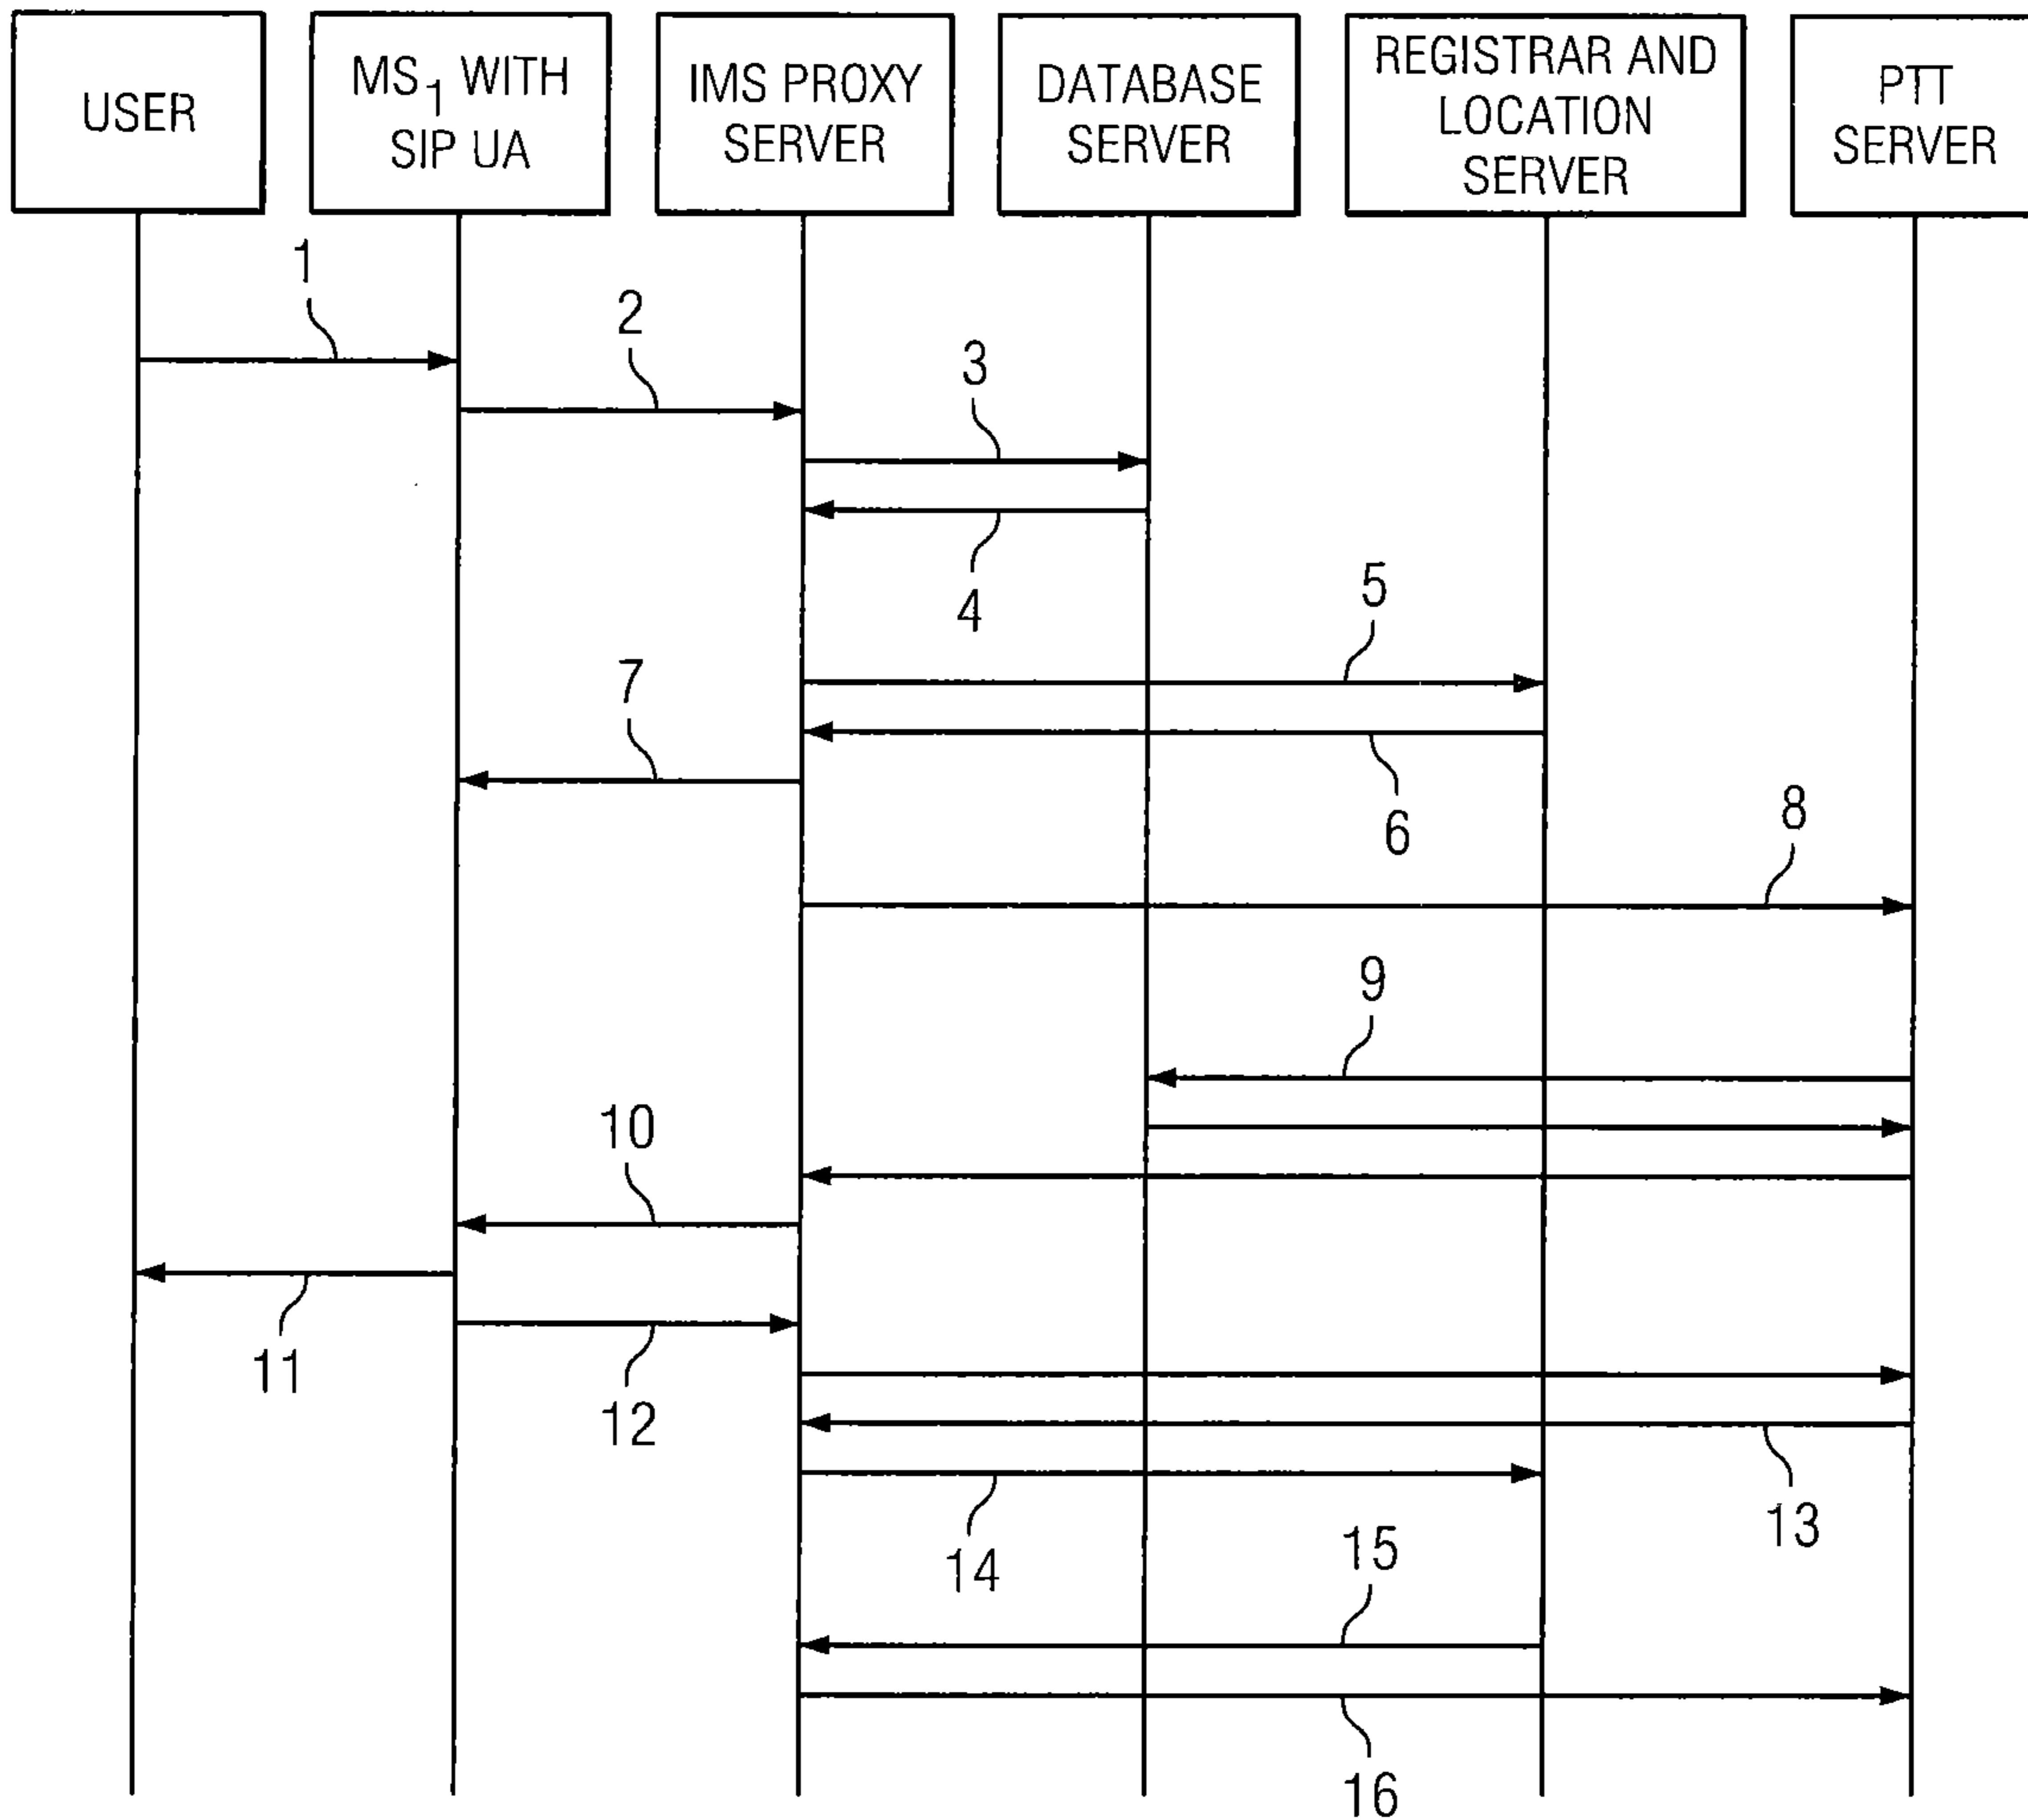 USER
MS1 WITH
SIP UA
IMS PROXY
SERVER
DATABASE
SERVER
REGISTRAR AND
LOCATION
SERVER
PTT
SERVER
1
2
3
4
5
7
6
8
9
10
11
12
13
14
15
16